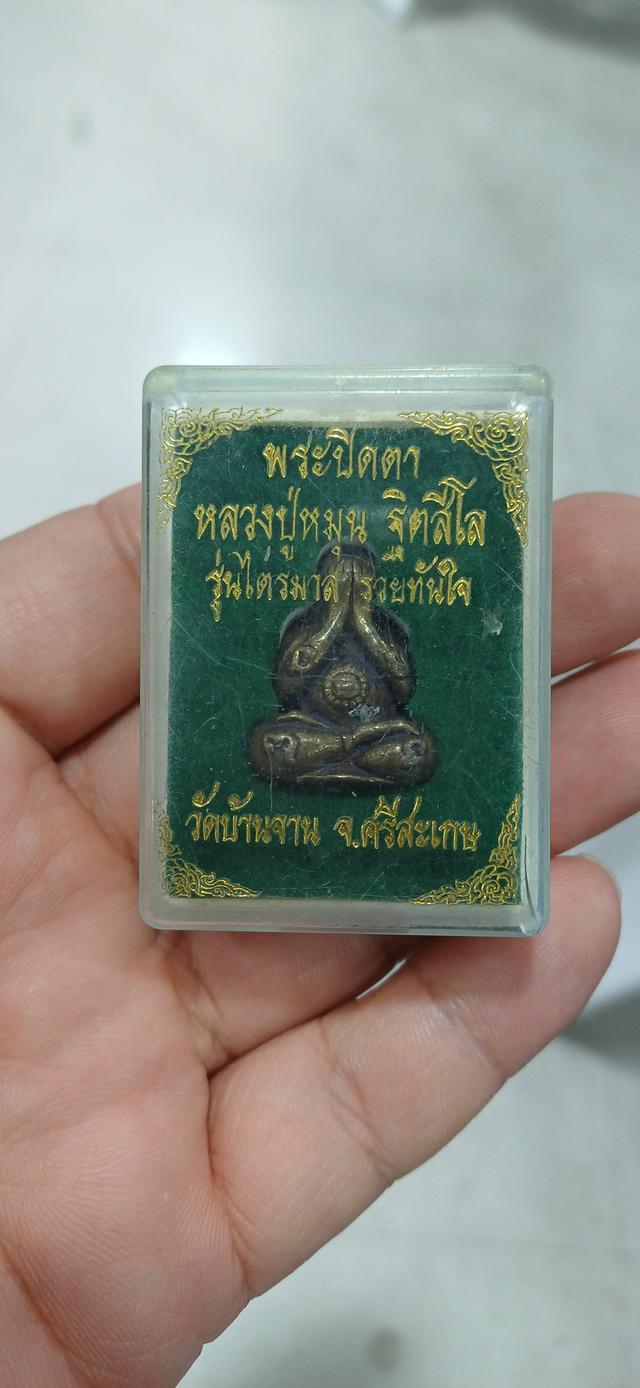 พระปิดตา
หลวงปู่หมุน ฐิตสีโล
รุ่นไตรมาส รวยทันใจ
วัดบ้านจาน จ.ศรีสะเกษ